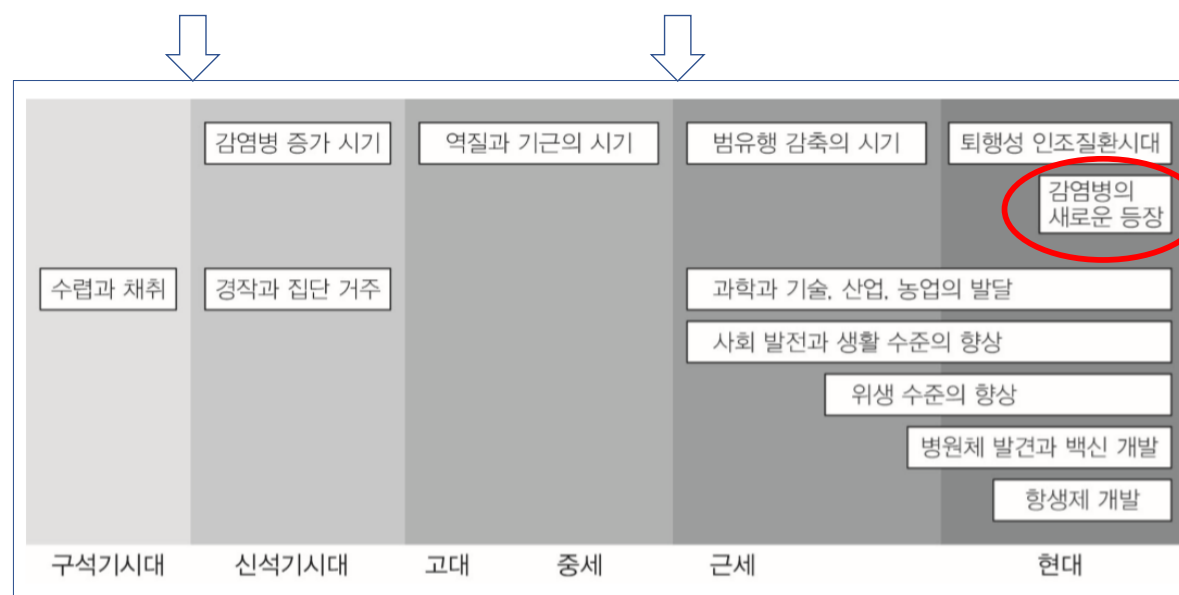 감염병 증가 시기
역질과 기근의 시기
범유행 감축의 시기
퇴행성 인조질환시대
감염병의
새로운 등장
수렵과 채취
경작과 집단 거주
과학과 기술, 산업, 농업의 발달
사회 발전과 생활 수준의 향상
위생 수준의 향상
병원체 발견과 백신 개발
항생제 개발
구석기시대
신석기시대
고대
중세
근세
현대